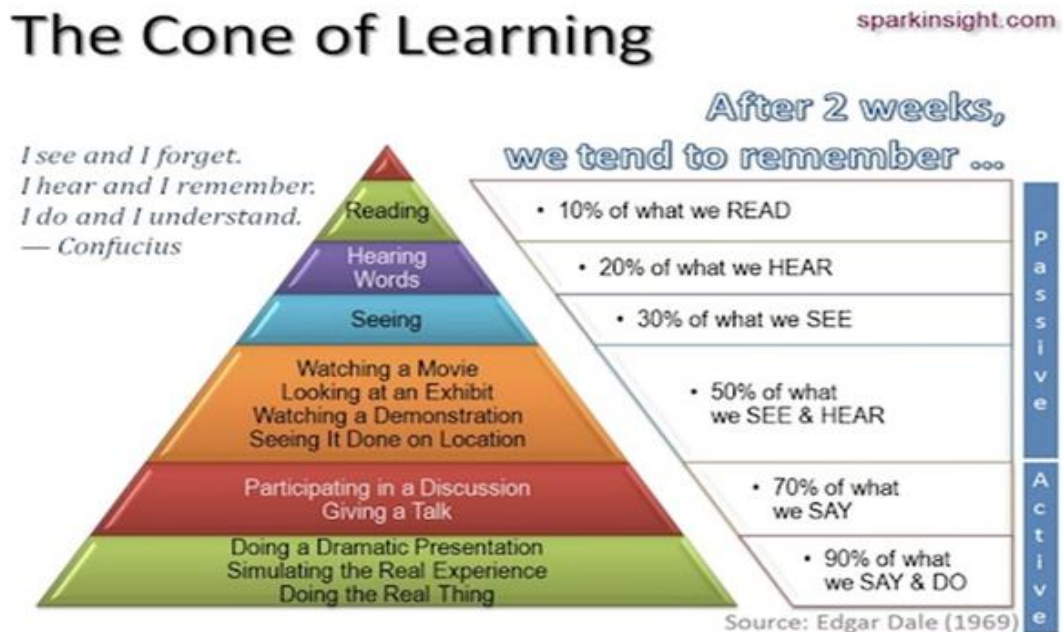 The Cone of Learning
sparkinsight.com
After 2 weeks,
we tend to remember ...
I see and I forget.
I hear and I remember.
I do and I understand.
— Confucius
Reading
• 10% of what we READ
Hearing
Words
• 20% of what we HEAR
Seeing
• 30% of what we SEE
Watching a Movie
Looking at an Exhibit
Watching a Demonstration
Seeing It Done on Location
• 50% of what
we SEE & HEAR
Passive
Participating in a Discussion
Giving a Talk
• 70% of what
we SAY
Doing a Dramatic Presentation
Simulating the Real Experience
Doing the Real Thing
• 90% of what
we SAY & DO
Active
Source: Edgar Dale (1969)